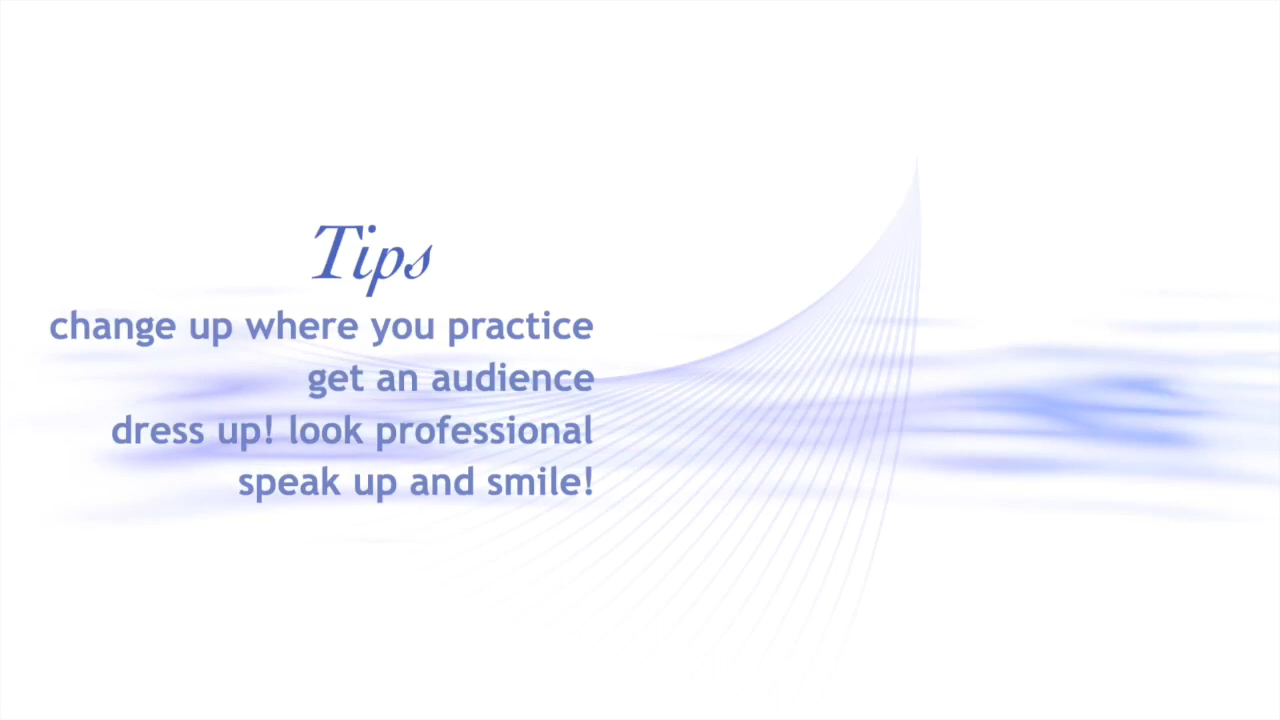 Tips
change up where you practice
get an audience
dress up! look professional
speak up and smile!